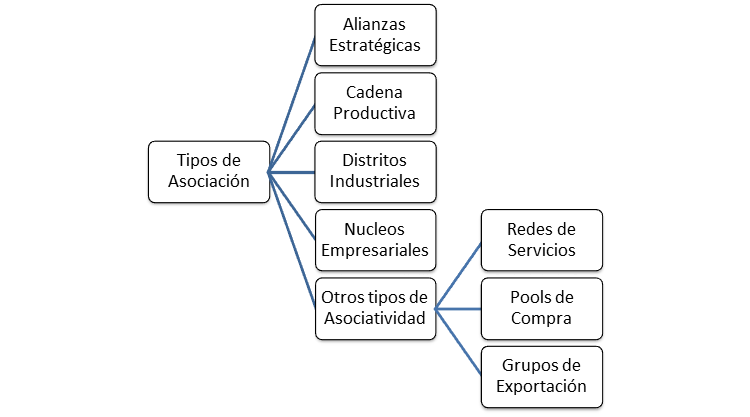 Alianzas
Estratégicas
Cadena
Productiva
Tipos de
Asociación
Distritos
Industriales
Nucleos
Empresariales
Otros tipos de
Asociatividad
Redes de
Servicios
Pools de
Compra
Grupos de
Exportación